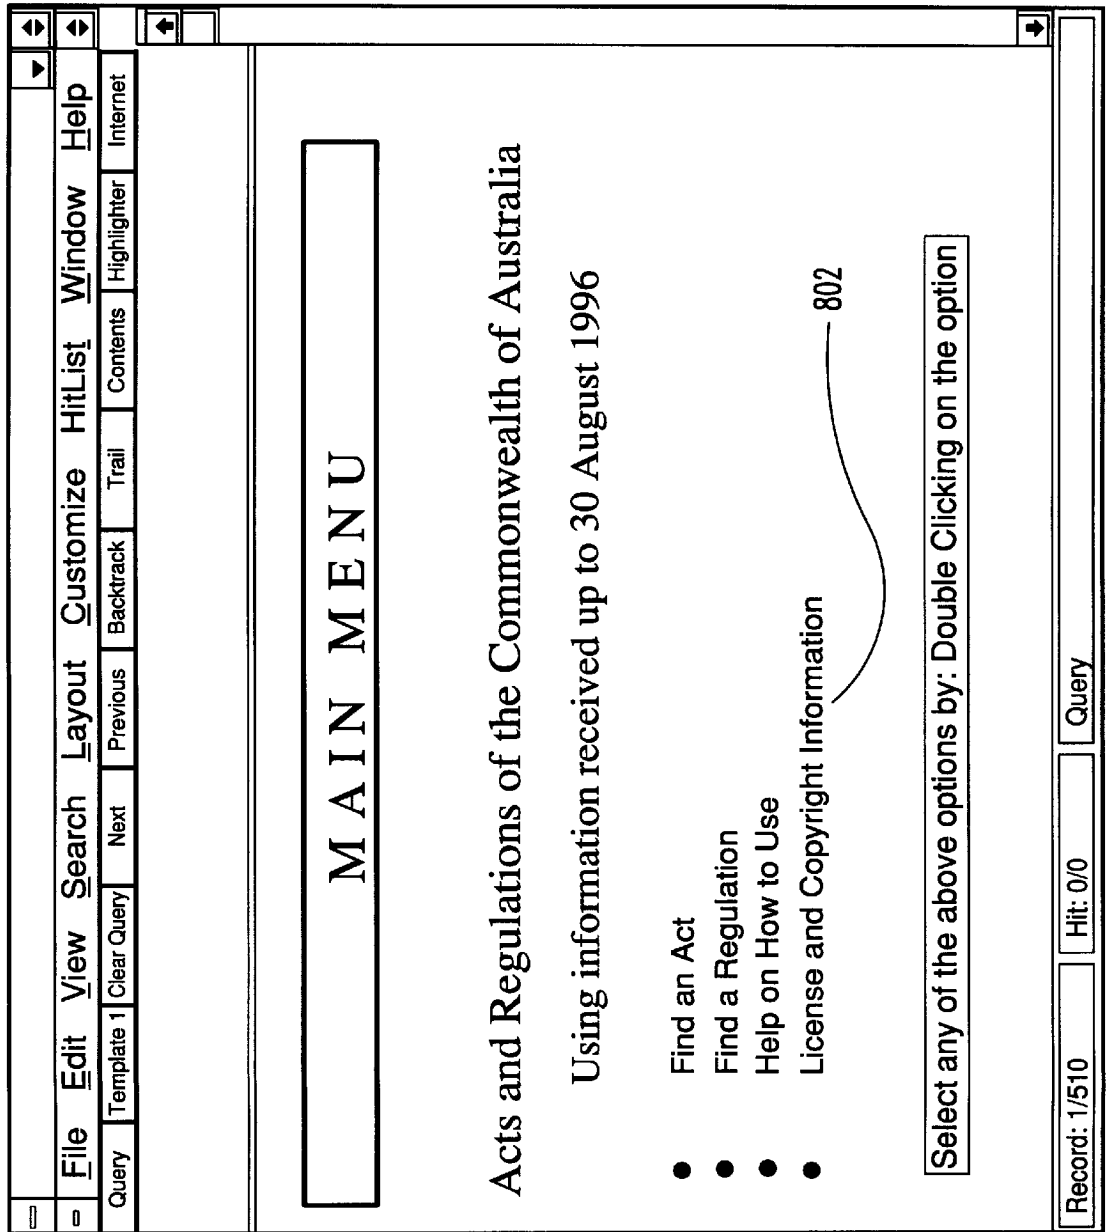 File Edit View Search Layout Customize HitList Window Help
Query Template 1 Clear Query Next Previous Backtrack Trail Contents Highlighter Internet
MAIN MENU
Acts and Regulations of the Commonwealth of Australia
Using information received up to 30 August 1996
• Find an Act
• Find a Regulation
• Help on How to Use
• License and Copyright Information
802
Select any of the above options by: Double Clicking on the option
Record: 1/510 Hit: 0/0 Query